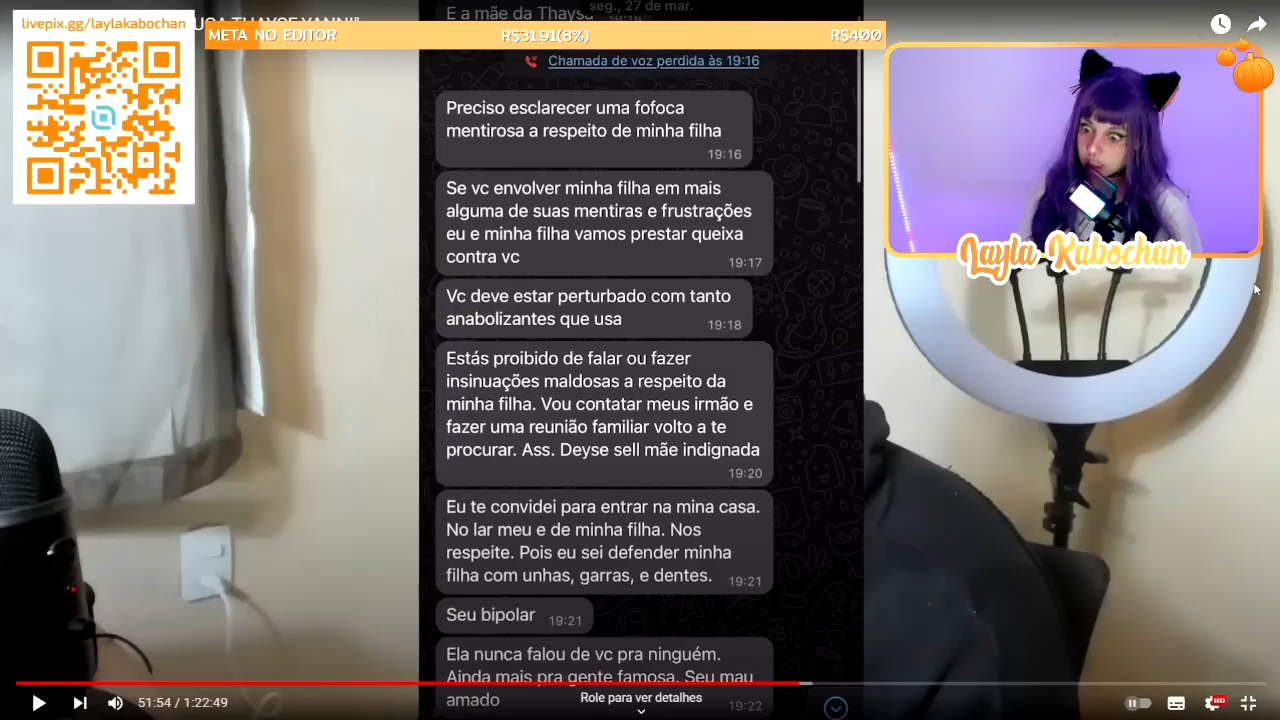 livepix.gg/laylakabochan
META NO EDITOR
R$31.91(8%)
R$400
E a mãe da Thaysa
seg., 27 de mar.
Chamada de voz perdida às 19:16
Preciso esclarecer uma fofoca
mentirosa a respeito de minha filha
19:16
Se vc envolver minha filha em mais
alguma de suas mentiras e frustrações
eu e minha filha vamos prestar queixa
contra vc
19:17
Vc deve estar perturbado com tanto
anabolizantes que usa
19:18
Estás proibido de falar ou fazer
insinuações maldosas a respeito da
minha filha. Vou contatar meus irmão e
fazer uma reunião familiar volto a te
procurar. Ass. Deyse sell mãe indignada
19:20
Eu te convidei para entrar na mina casa.
No lar meu e de minha filha. Nos
respeite. Pois eu sei defender minha
filha com unhas, garras, e dentes.
19:21
Seu bipolar
19:21
Ela nunca falou de vc pra ninguém.
Ainda mais pra gente famosa. Seu mau
amado
19:22
Layla Kabochan
51:54 / 1:22:49
Role para ver detalhes
HD